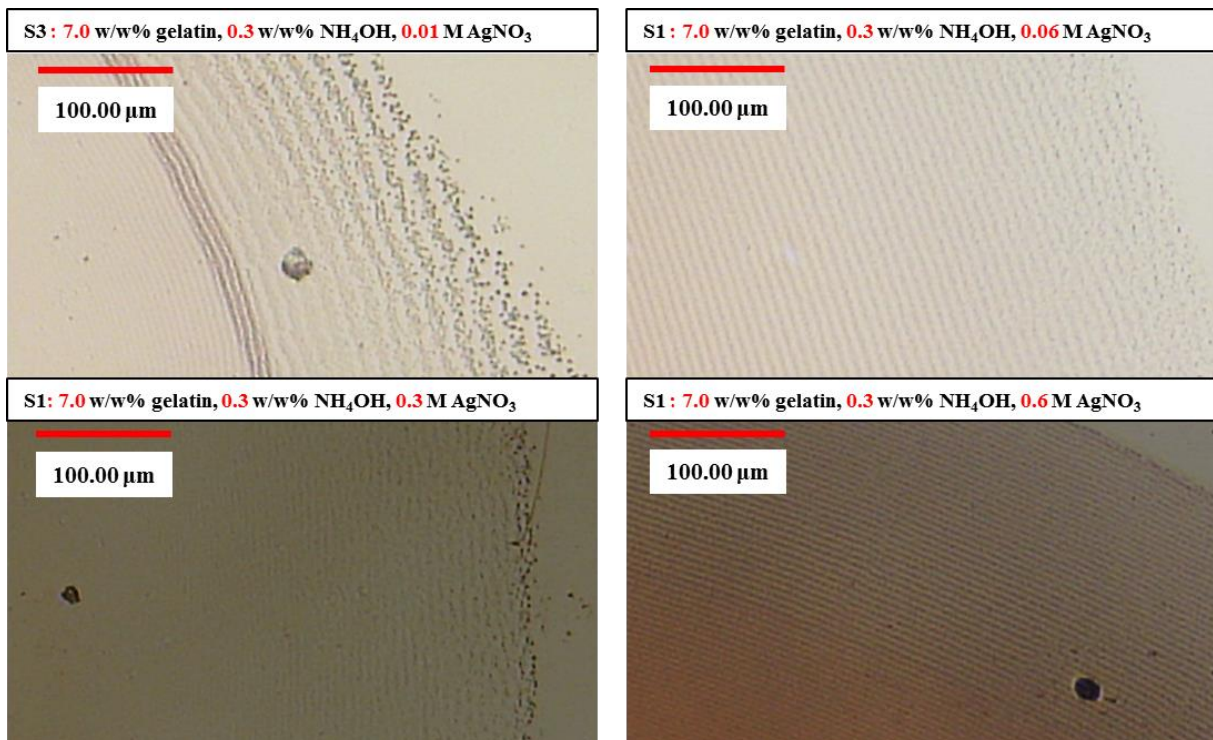 S3: 7.0 w/w% gelatin, 0.3 w/w% NH₄OH, 0.01 M AgNO₃
100.00 µm
S1: 7.0 w/w% gelatin, 0.3 w/w% NH₄OH, 0.06 M AgNO₃
100.00 µm
S1: 7.0 w/w% gelatin, 0.3 w/w% NH₄OH, 0.3 M AgNO₃
100.00 µm
S1: 7.0 w/w% gelatin, 0.3 w/w% NH₄OH, 0.6 M AgNO₃
100.00 µm